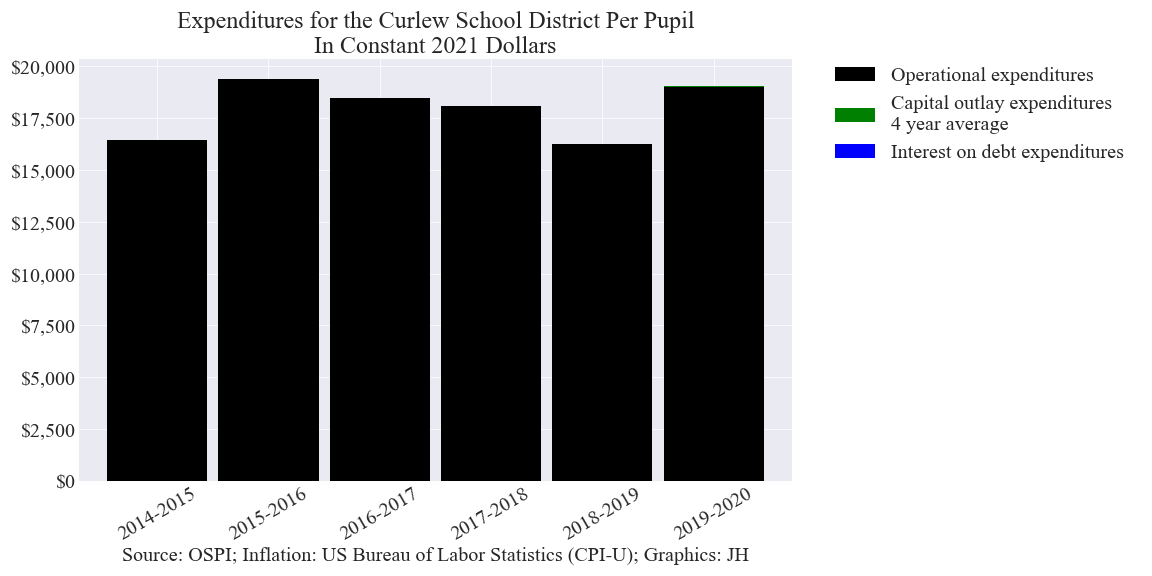 Expenditures for the Curlew School District Per Pupil
In Constant 2021 Dollars
$20,000
$17,500
$15,000
$12,500
$10,000
$7,500
$5,000
$2,500
$0
2014-2015
2015-2016
2016-2017
2017-2018
2018-2019
2019-2020
Source: OSPI; Inflation: US Bureau of Labor Statistics (CPI-U); Graphics: JH
Operational expenditures
Capital outlay expenditures
4 year average
Interest on debt expenditures